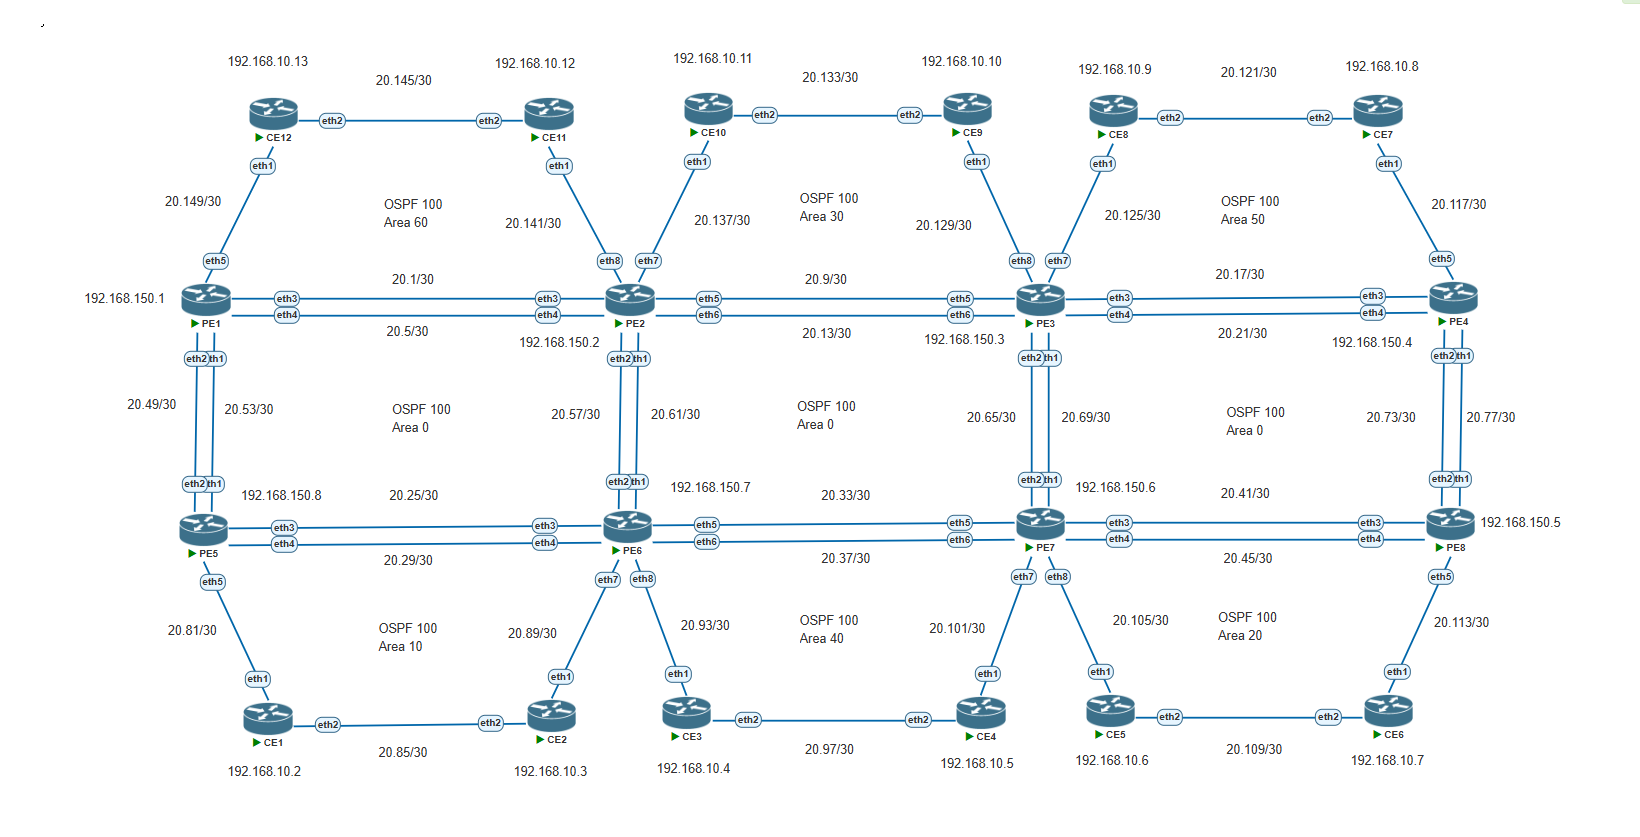 192.168.10.13
20.145/30
192.168.10.12
192.168.10.11
20.133/30
192.168.10.10
192.168.10.9
20.121/30
192.168.10.8
eth2
eth2
eth2
eth2
eth2
eth2
CE12
CE11
CE10
CE9
CE8
CE7
eth1
eth1
eth1
eth1
eth1
eth1
20.149/30
OSPF 100
Area 60
20.141/30
20.137/30
OSPF 100
Area 30
20.129/30
20.125/30
OSPF 100
Area 50
20.117/30
eth5
eth8
eth7
eth8
eth7
eth5
192.168.150.1
20.1/30
20.9/30
20.17/30
eth3
eth3
eth5
eth5
eth3
eth3
eth4
eth4
eth6
eth6
eth4
eth4
PE1
PE2
PE3
PE4
20.5/30
192.168.150.2
20.13/30
192.168.150.3
20.21/30
192.168.150.4
eth2
th1
eth2
th1
eth2
th1
eth2
th1
20.49/30
20.53/30
OSPF 100
Area 0
20.57/30
20.61/30
OSPF 100
Area 0
20.65/30
20.69/30
OSPF 100
Area 0
20.73/30
20.77/30
eth2
th1
eth2
th1
eth2
th1
eth2
th1
192.168.150.8
20.25/30
192.168.150.7
20.33/30
192.168.150.6
20.41/30
192.168.150.5
eth3
eth3
eth5
eth5
eth3
eth3
eth4
eth4
eth6
eth6
eth4
eth4
PE5
PE6
PE7
PE8
20.29/30
20.37/30
20.45/30
eth5
eth7
eth8
eth7
eth8
eth5
20.81/30
OSPF 100
Area 10
20.89/30
20.93/30
OSPF 100
Area 40
20.101/30
20.105/30
OSPF 100
Area 20
20.113/30
eth1
eth1
eth1
eth1
eth1
eth1
eth2
eth2
eth2
eth2
eth2
eth2
CE1
CE2
CE3
CE4
CE5
CE6
20.85/30
20.97/30
20.109/30
192.168.10.2
192.168.10.3
192.168.10.4
192.168.10.5
192.168.10.6
192.168.10.7